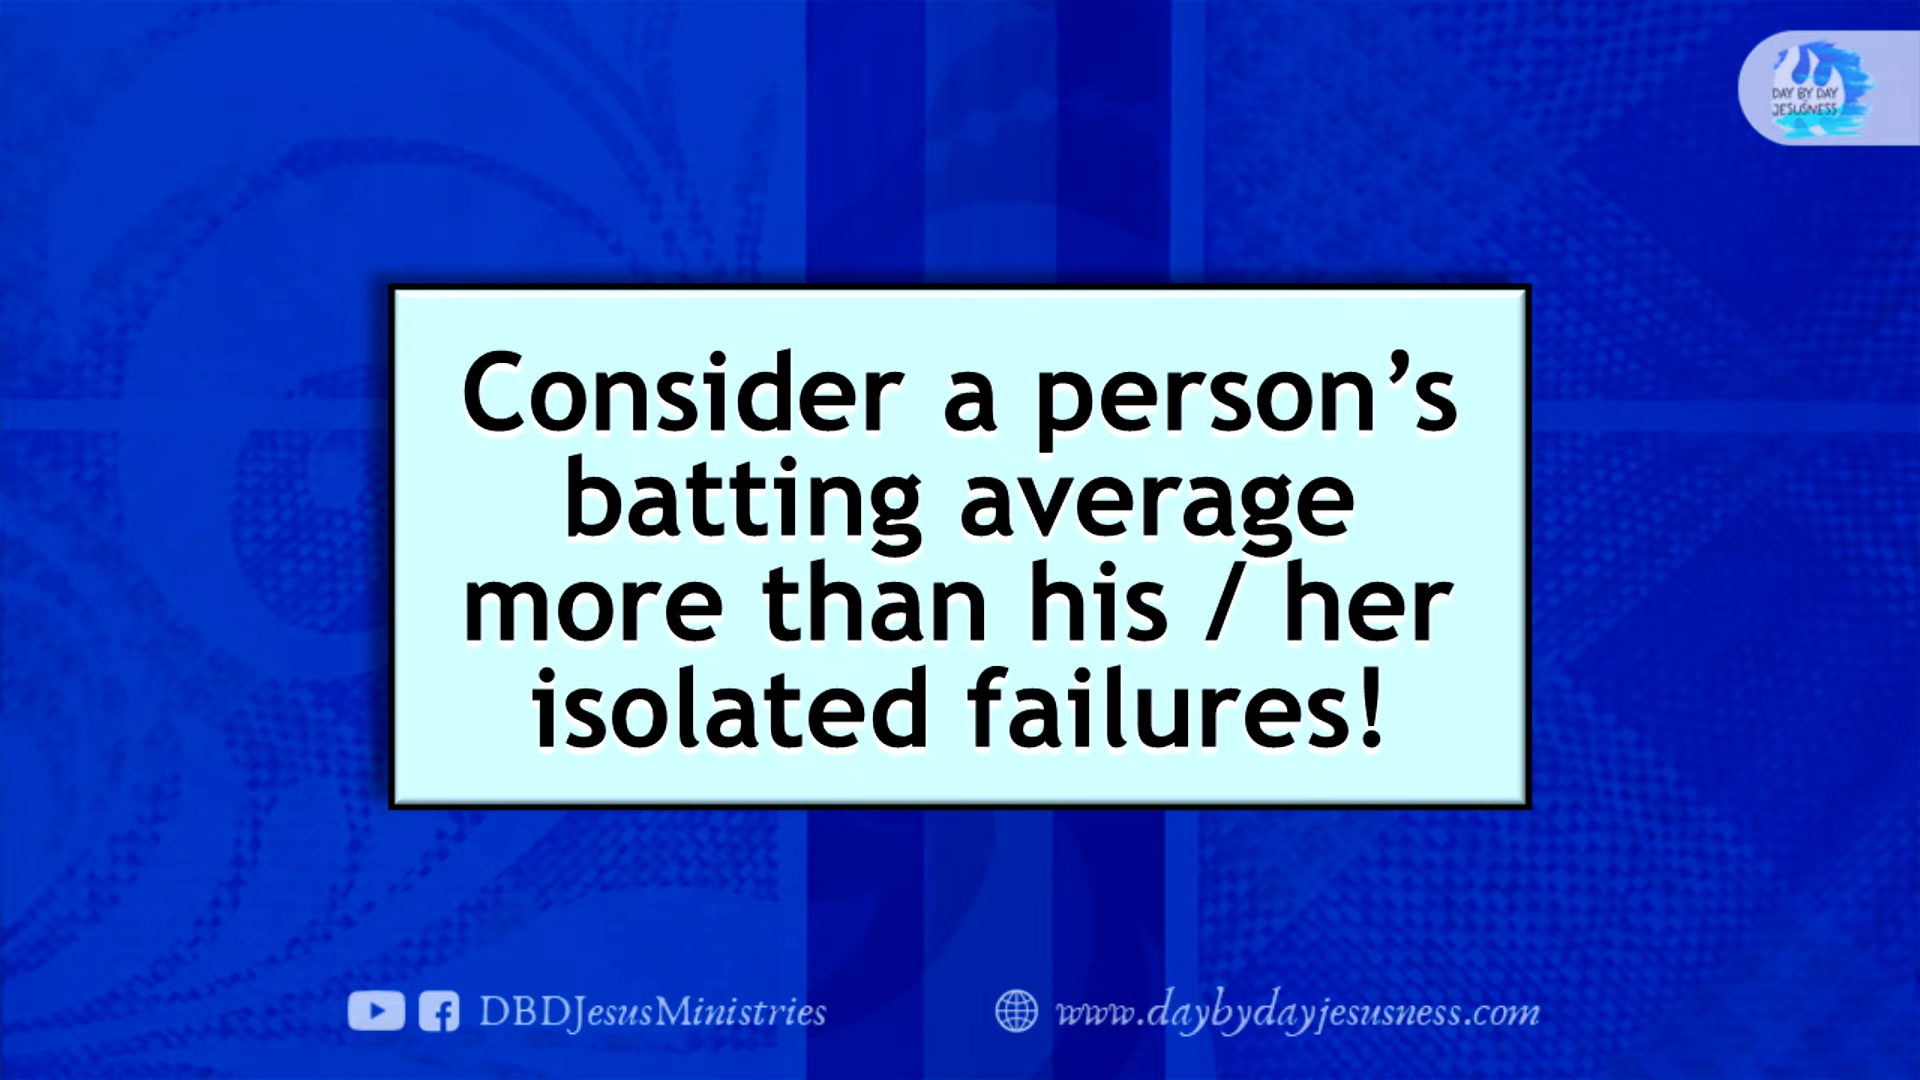 DAY BY DAY
JESUSNESS
Consider a person’s
batting average
more than his / her
isolated failures!
DBDJesusMinistries
www.daybydayjesusness.com